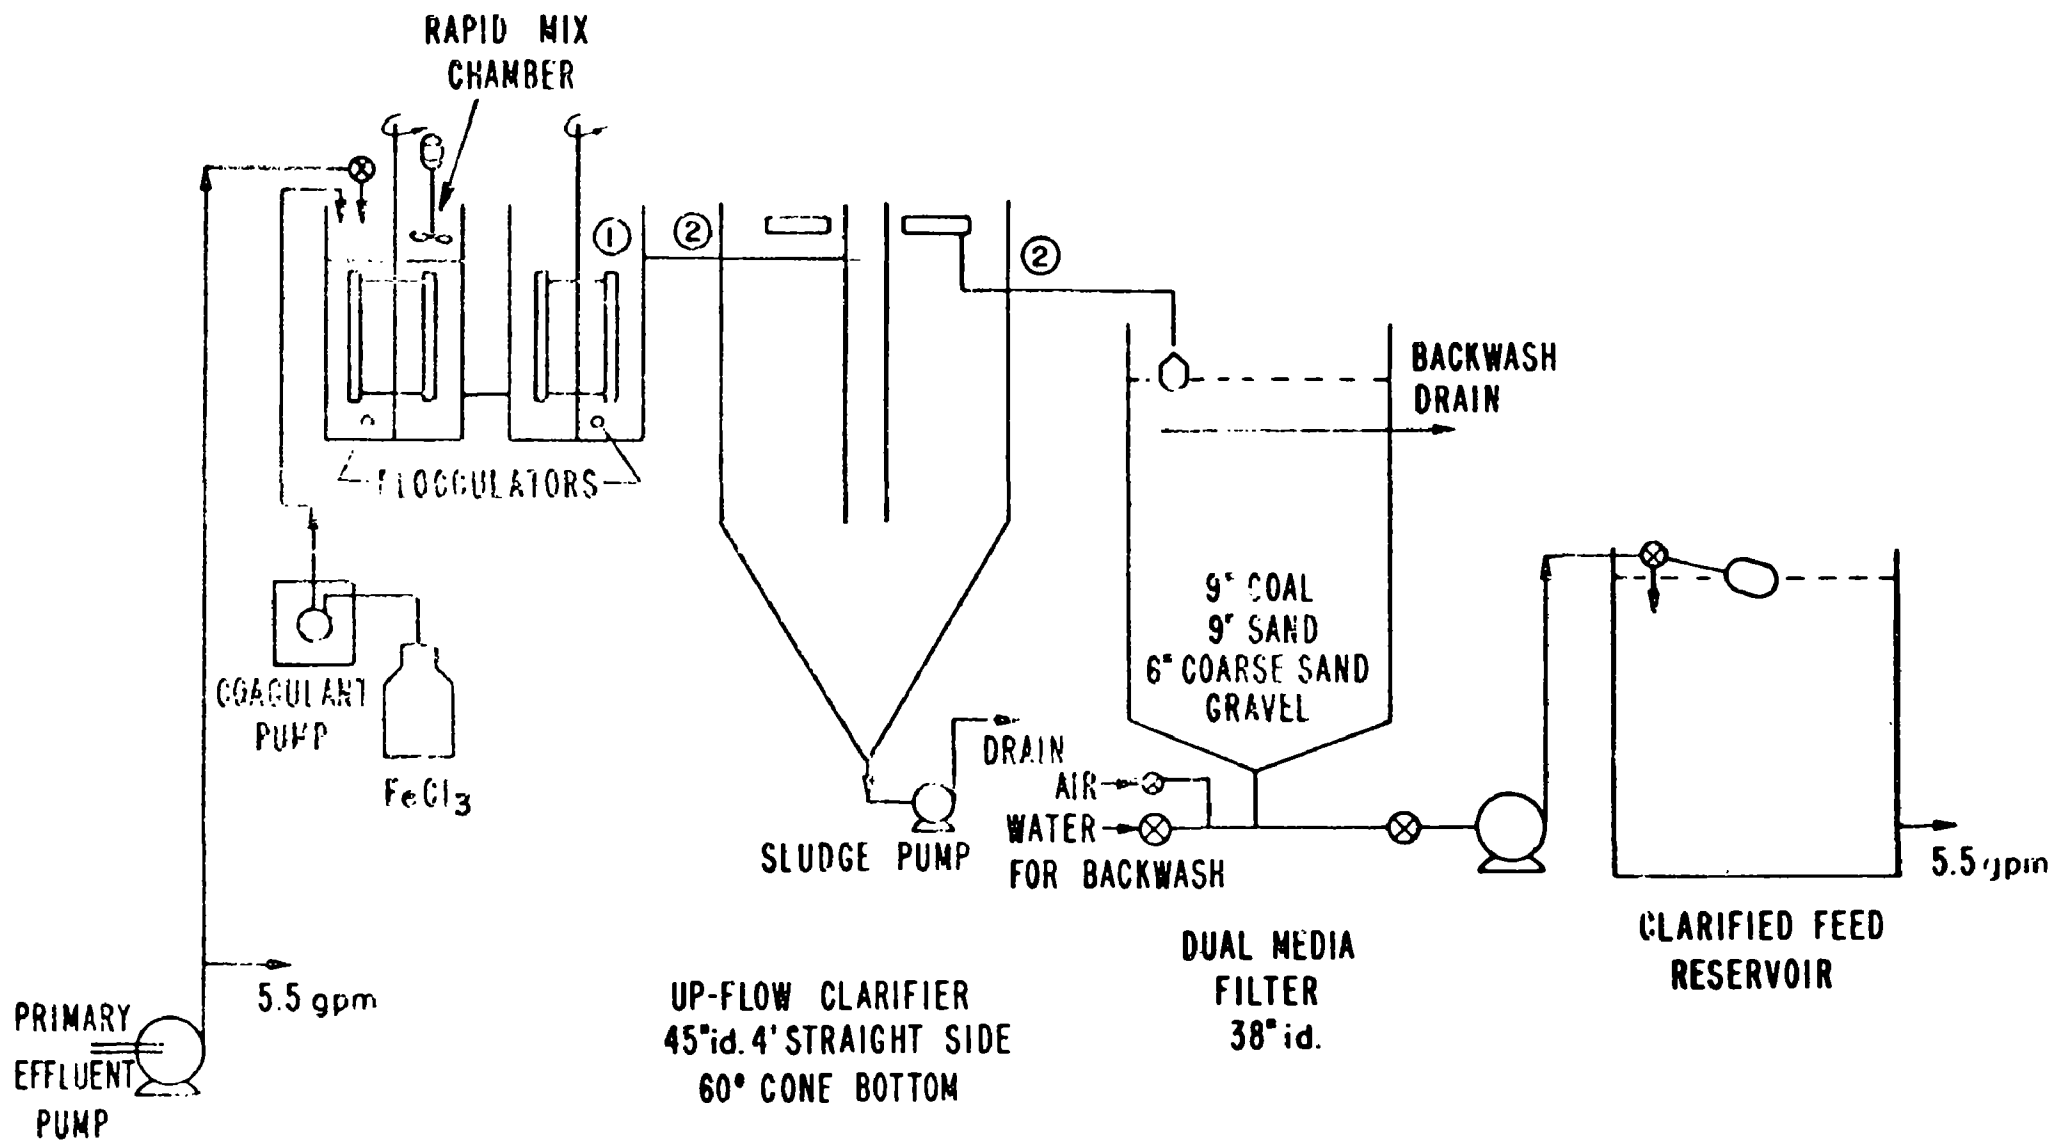 RAPID MIX
CHAMBER
1
2
2
BACKWASH
DRAIN
FLOCCULATORS
9" COAL
9" SAND
6" COARSE SAND
GRAVEL
COAGULANT
PUMP
FeCl3
DRAIN
AIR
WATER
FOR BACKWASH
SLUDGE PUMP
5.5 gpm
CLARIFIED FEED
RESERVOIR
DUAL MEDIA
FILTER
38" id.
UP-FLOW CLARIFIER
45" id. 4' STRAIGHT SIDE
60° CONE BOTTOM
5.5 gpm
PRIMARY
EFFLUENT
PUMP